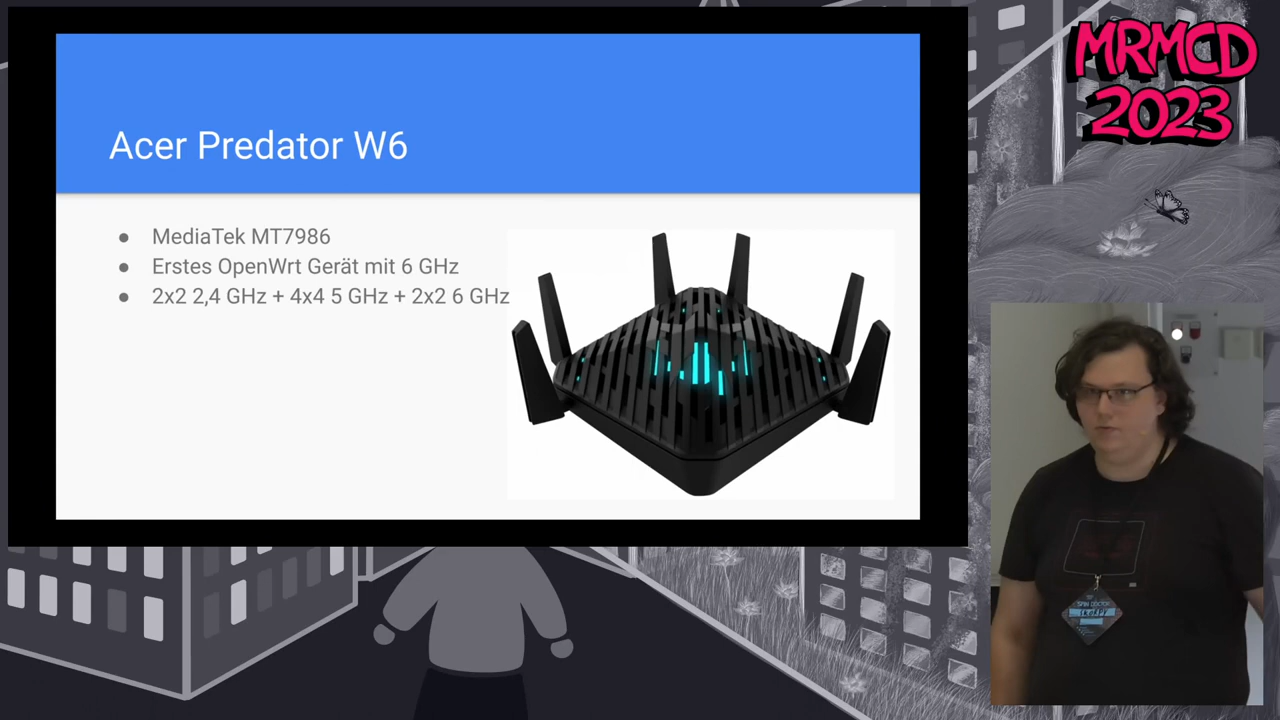 Acer Predator W6
MRMCD
2023
● MediaTek MT7986
● Erstes OpenWrt Gerät mit 6 GHz
● 2x2 2,4 GHz + 4x4 5 GHz + 2x2 6 GHz